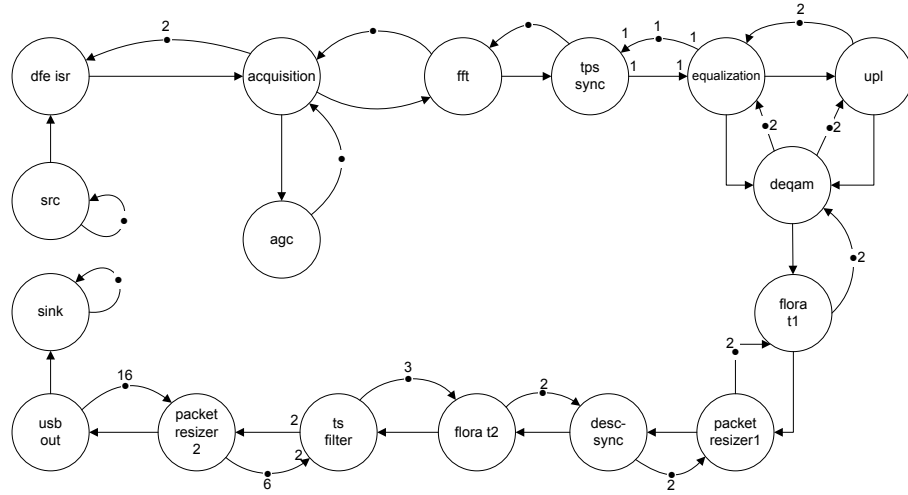 2
2
1
1
1
dfe isr
acquisition
fft
tps
sync
1
1
equalization
upl
2
2
src
deqam
agc
2
sink
flora
t1
16
3
2
2
usb
out
packet
resizer
2
2
ts
filter
flora t2
desc-
sync
packet
resizer1
2
6
2